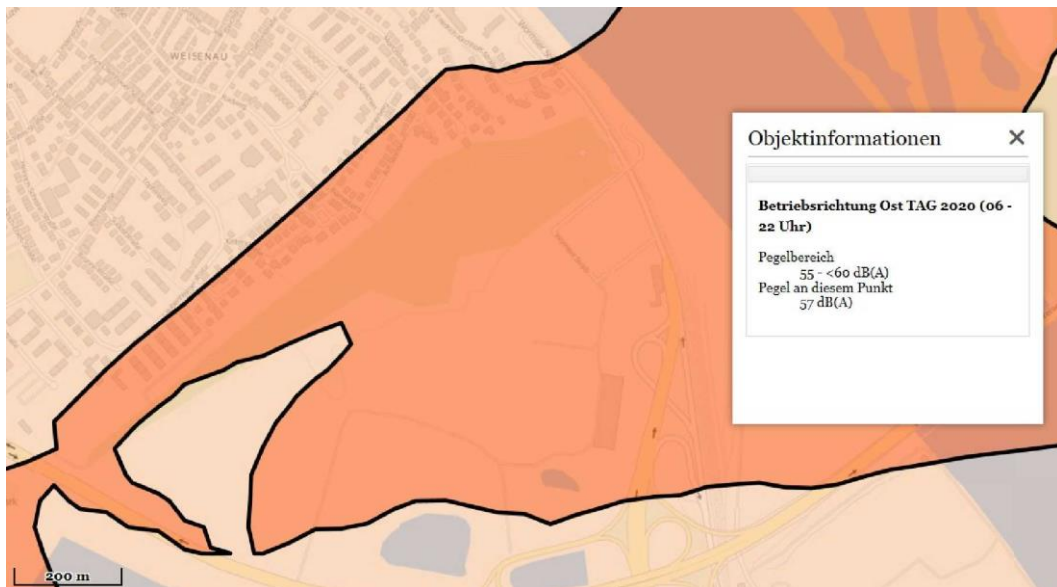 WEISENAU
Objektinformationen
Betriebsrichtung Ost TAG 2020 (06 -
22 Uhr)
Pegelbereich
55 - <60 dB(A)
Pegel an diesem Punkt
57 dB(A)
200 m